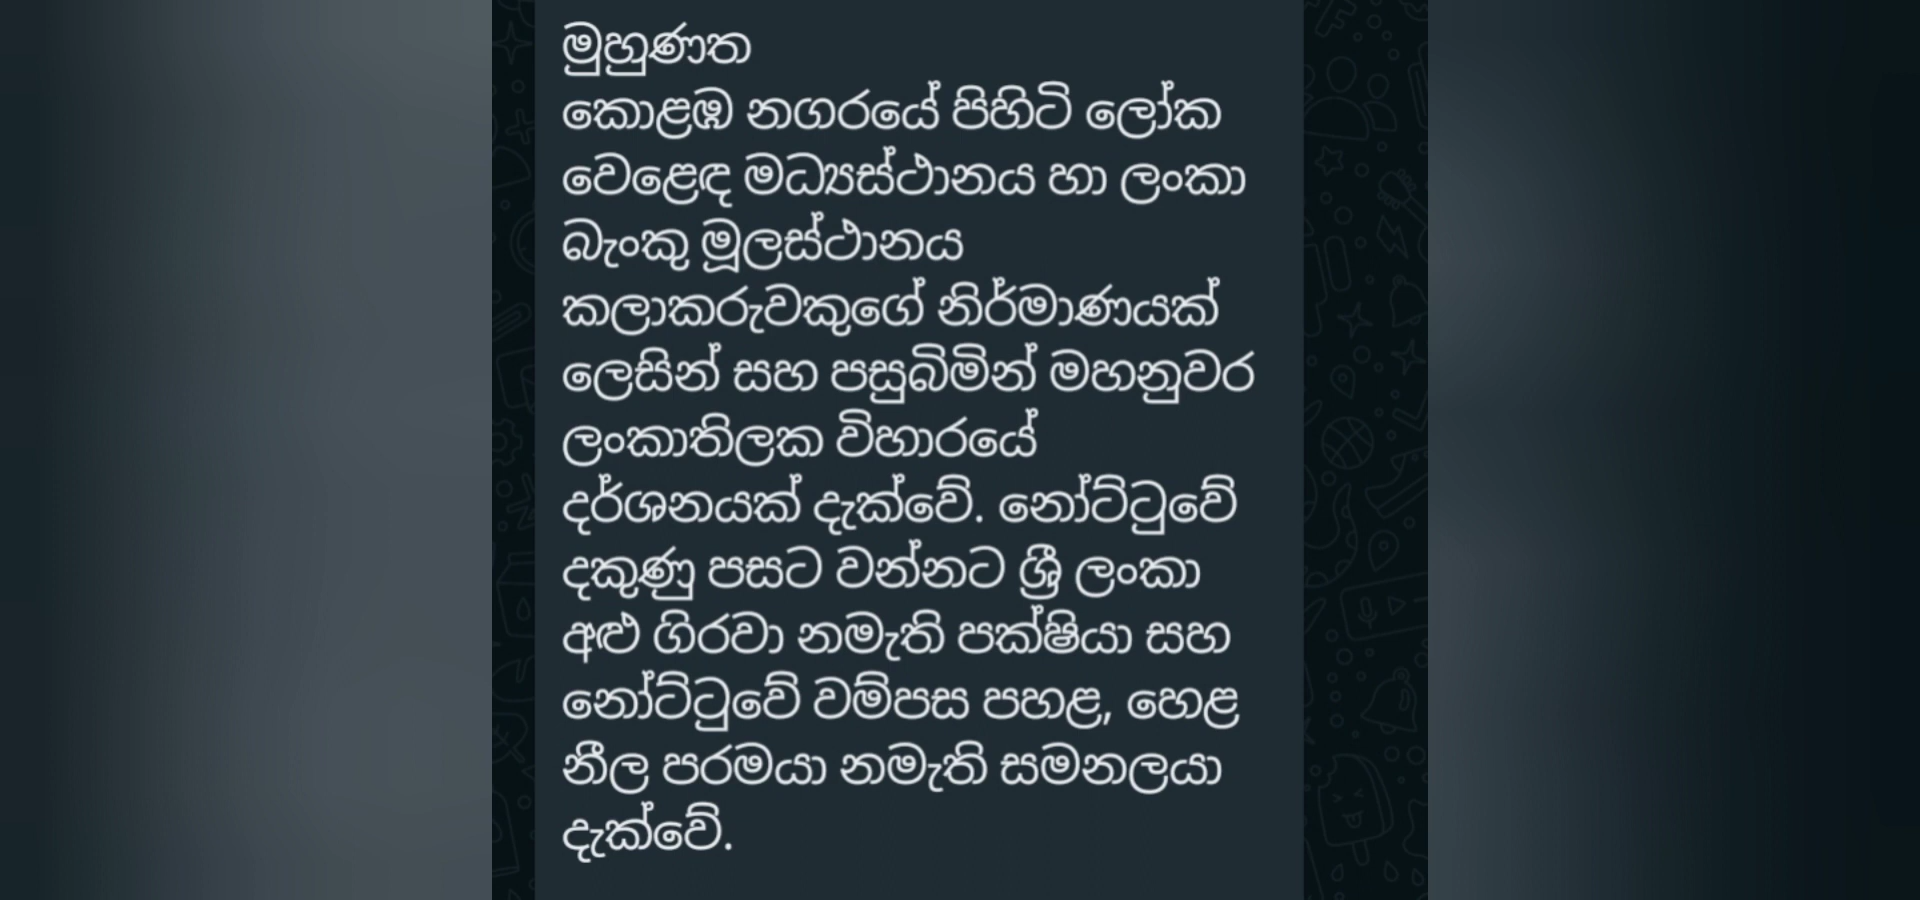 මුහුණත
කොළඹ නගරයේ පිහිටි ලෝක
වෙළෙඳ මධ්‍යස්ථානය හා ලංකා
බැංකු මූලස්ථානය
කලාකරුවකුගේ නිර්මාණයක්
ලෙසින් සහ පසුබිමින් මහනුවර
ලංකාතිලක විහාරයේ
දර්ශනයක් දැක්වේ. නෝට්ටුවේ
දකුණු පසට වන්නට ශ්‍රී ලංකා
අළු ගිරවා නමැති පක්ෂියා සහ
නෝට්ටුවේ වම්පස පහළ, හෙළ
නීල පරමයා නමැති සමනලයා
දැක්වේ.